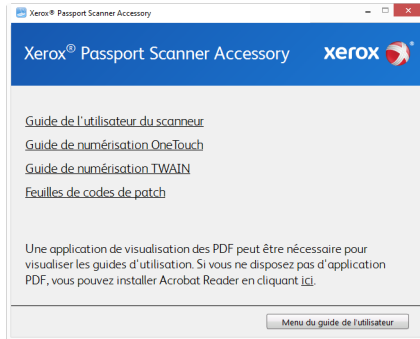 Xerox® Passport Scanner Accessory
Xerox® Passport Scanner Accessory
xerox
Guide de l'utilisateur du scanneur
Guide de numérisation OneTouch
Guide de numérisation TWAIN
Feuilles de codes de patch
Une application de visualisation des PDF peut être nécessaire pour
visualiser les guides d'utilisation. Si vous ne disposez pas d'application
PDF, vous pouvez installer Acrobat Reader en cliquant ici.
Menu du guide de l'utilisateur